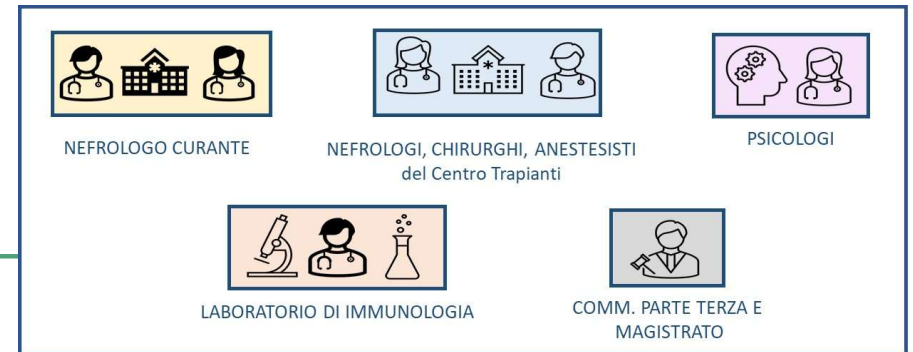 NEFROLOGO CURANTE
NEFROLOGI, CHIRURGHI, ANESTESISTI
del Centro Trapianti
PSICOLOGI
LABORATORIO DI IMMUNOLOGIA
COMM. PARTE TERZA E
MAGISTRATO